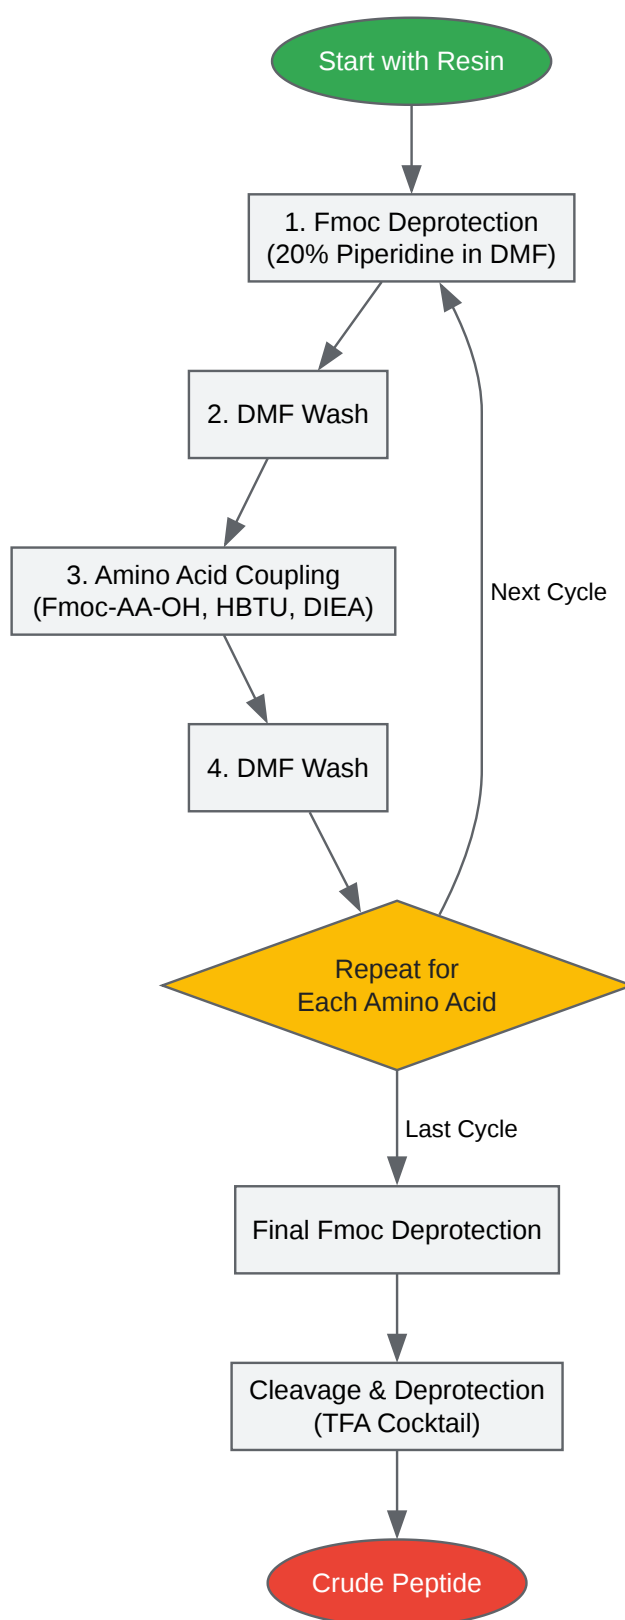 Start with Resin
1. Fmoc Deprotection
(20% Piperidine in DMF)
2. DMF Wash
3. Amino Acid Coupling
(Fmoc-AA-OH, HBTU, DIEA)
Next Cycle
4. DMF Wash
Repeat for
Each Amino Acid
Last Cycle
Final Fmoc Deprotection
Cleavage & Deprotection
(TFA Cocktail)
Crude Peptide